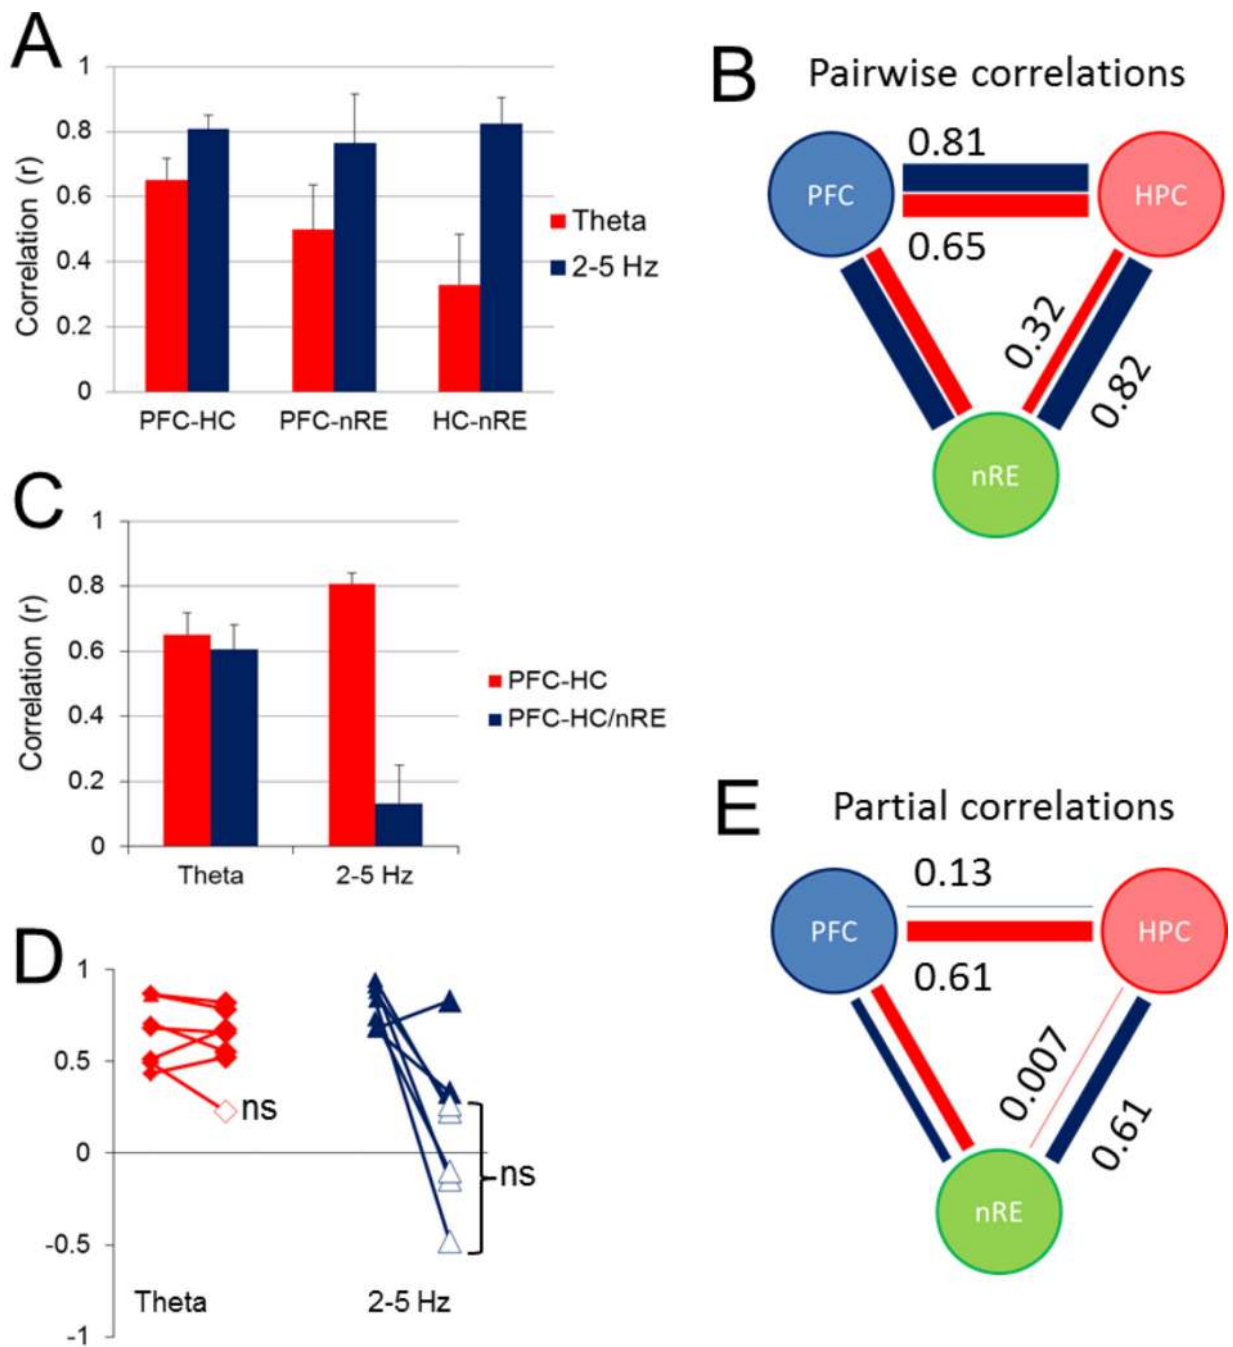 A
1
0.8
0.6
0.4
0.2
0
Correlation (r)
PFC-HC
PFC-nRE
HC-nRE
Theta
2-5 Hz
B
Pairwise correlations
0.81
PFC
HPC
0.65
0.32
0.82
nRE
C
1
0.8
0.6
0.4
0.2
0
Correlation (r)
Theta
2-5 Hz
PFC-HC
PFC-HC/nRE
D
1
0.5
0
-0.5
-1
ns
ns
Theta
2-5 Hz
E
Partial correlations
0.13
PFC
HPC
0.61
0.007
0.61
nRE